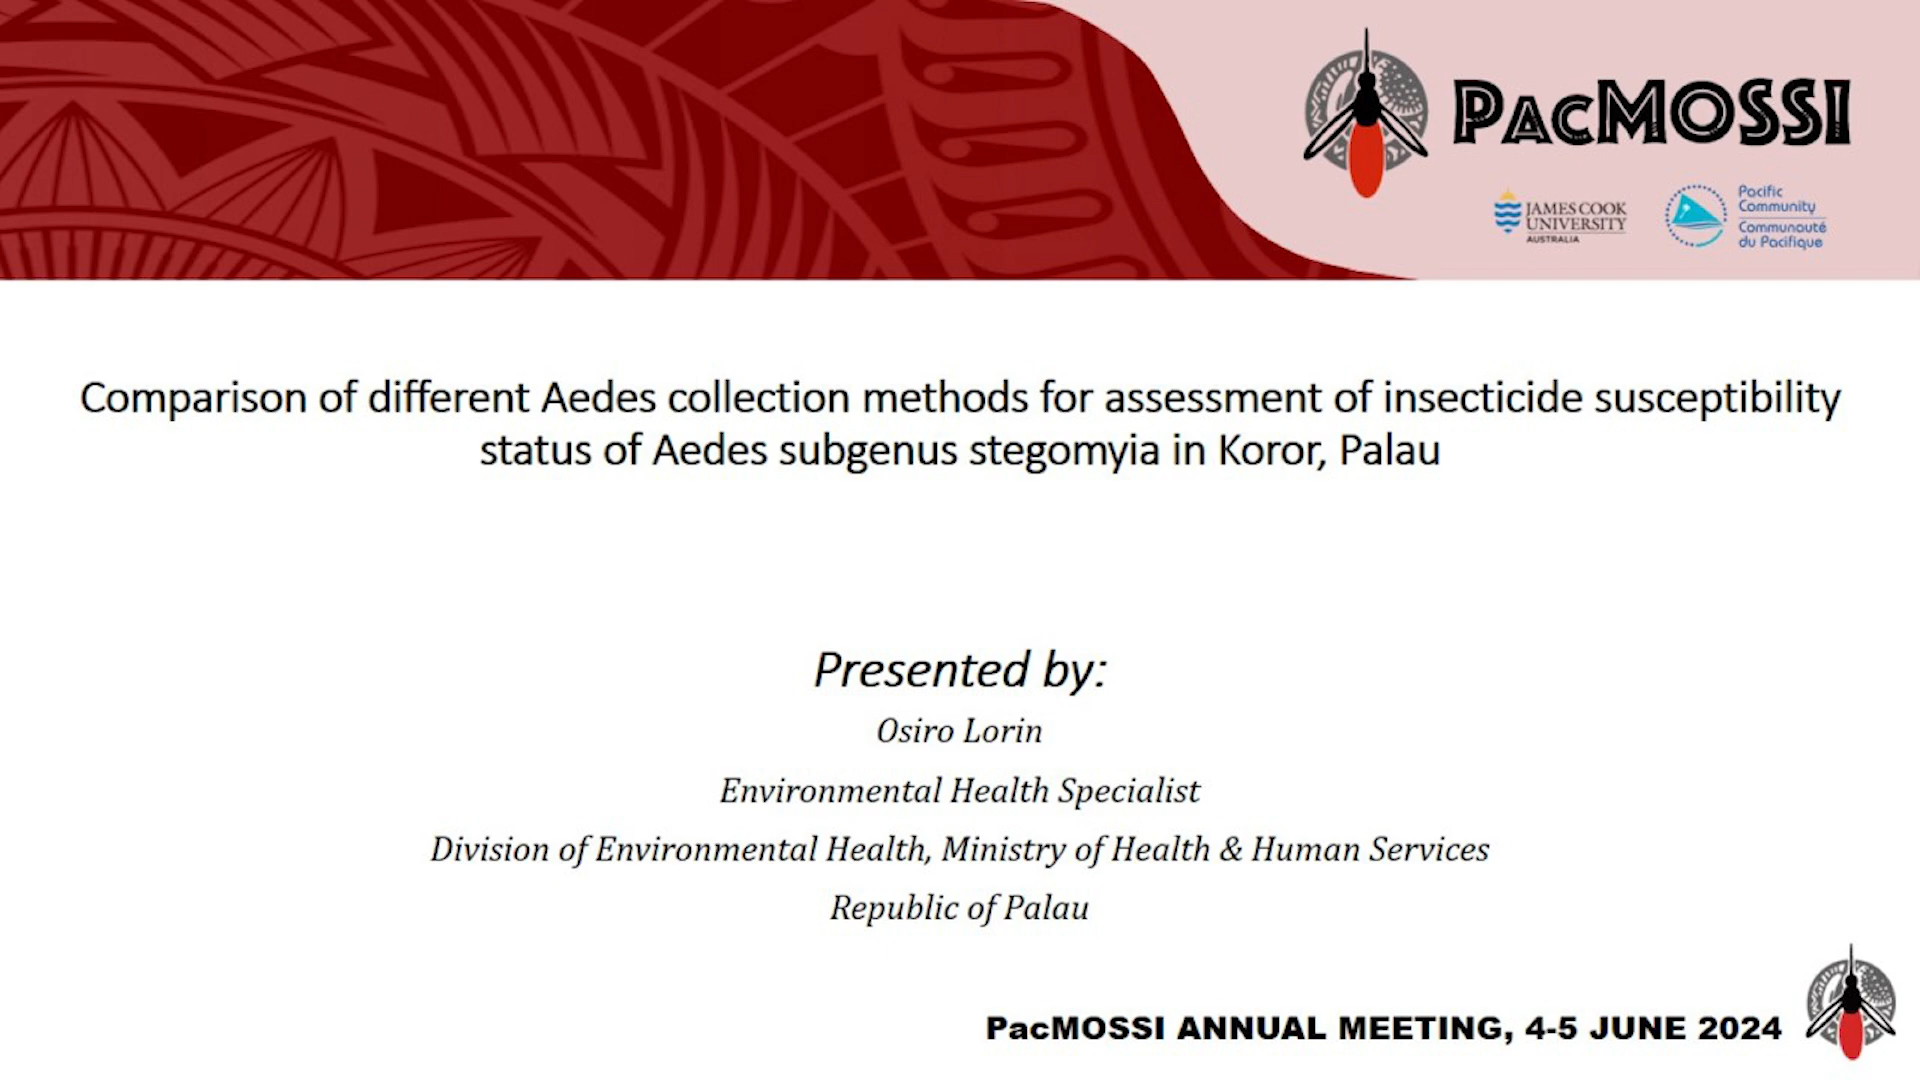 PACMOSSI
JAMES COOK
UNIVERSITY
AUSTRALIA
Pacific
Community
Communauté
du Pacifique
Comparison of different Aedes collection methods for assessment of insecticide susceptibility
status of Aedes subgenus stegomyia in Koror, Palau
Presented by:
Osiro Lorin
Environmental Health Specialist
Division of Environmental Health, Ministry of Health & Human Services
Republic of Palau
PacMOSSI ANNUAL MEETING, 4-5 JUNE 2024